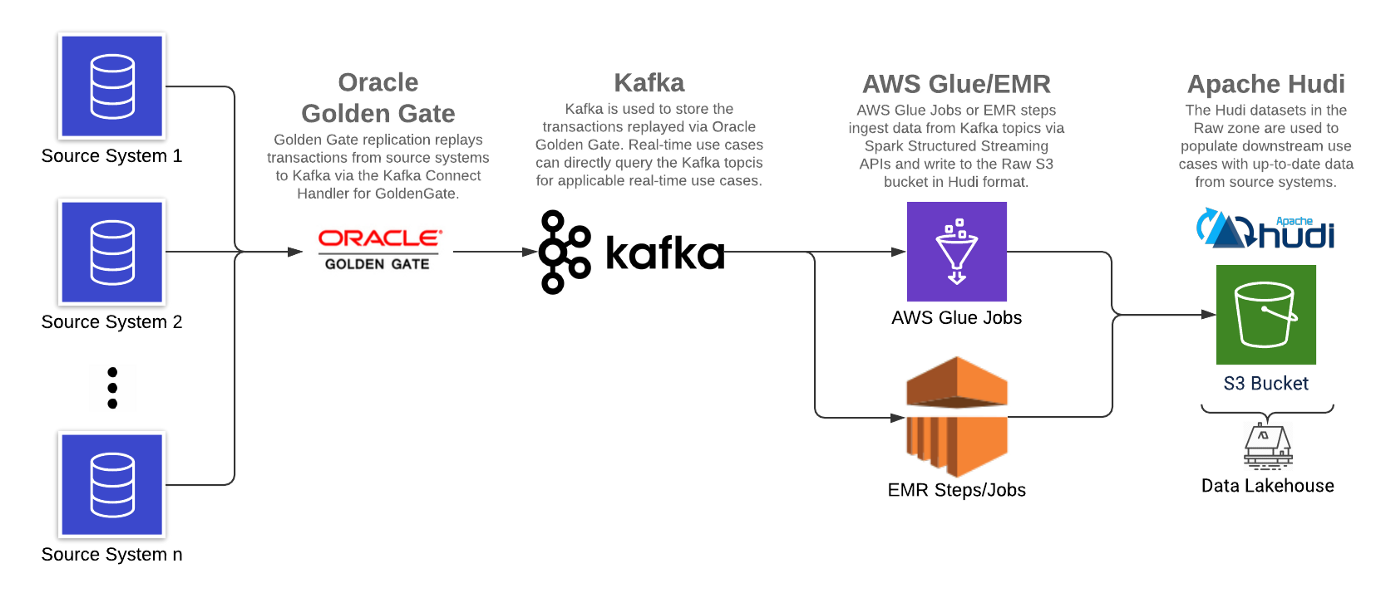 Source System 1
Source System 2
Source System n
Oracle
Golden Gate
Golden Gate replication replays
transactions from source systems
to Kafka via the Kafka Connect
Handler for GoldenGate.
ORACLE®
GOLDEN GATE
Kafka
Kafka is used to store the
transactions replayed via Oracle
Golden Gate. Real-time use cases
can directly query the Kafka topcis
for applicable real-time use cases.
kafka
AWS Glue/EMR
AWS Glue Jobs or EMR steps
ingest data from Kafka topics via
Spark Structured Streaming
APIs and write to the Raw S3
bucket in Hudi format.
AWS Glue Jobs
EMR Steps/Jobs
Apache Hudi
The Hudi datasets in the
Raw zone are used to
populate downstream use
cases with up-to-date data
from source systems.
Apache
hudi
S3 Bucket
Data Lakehouse